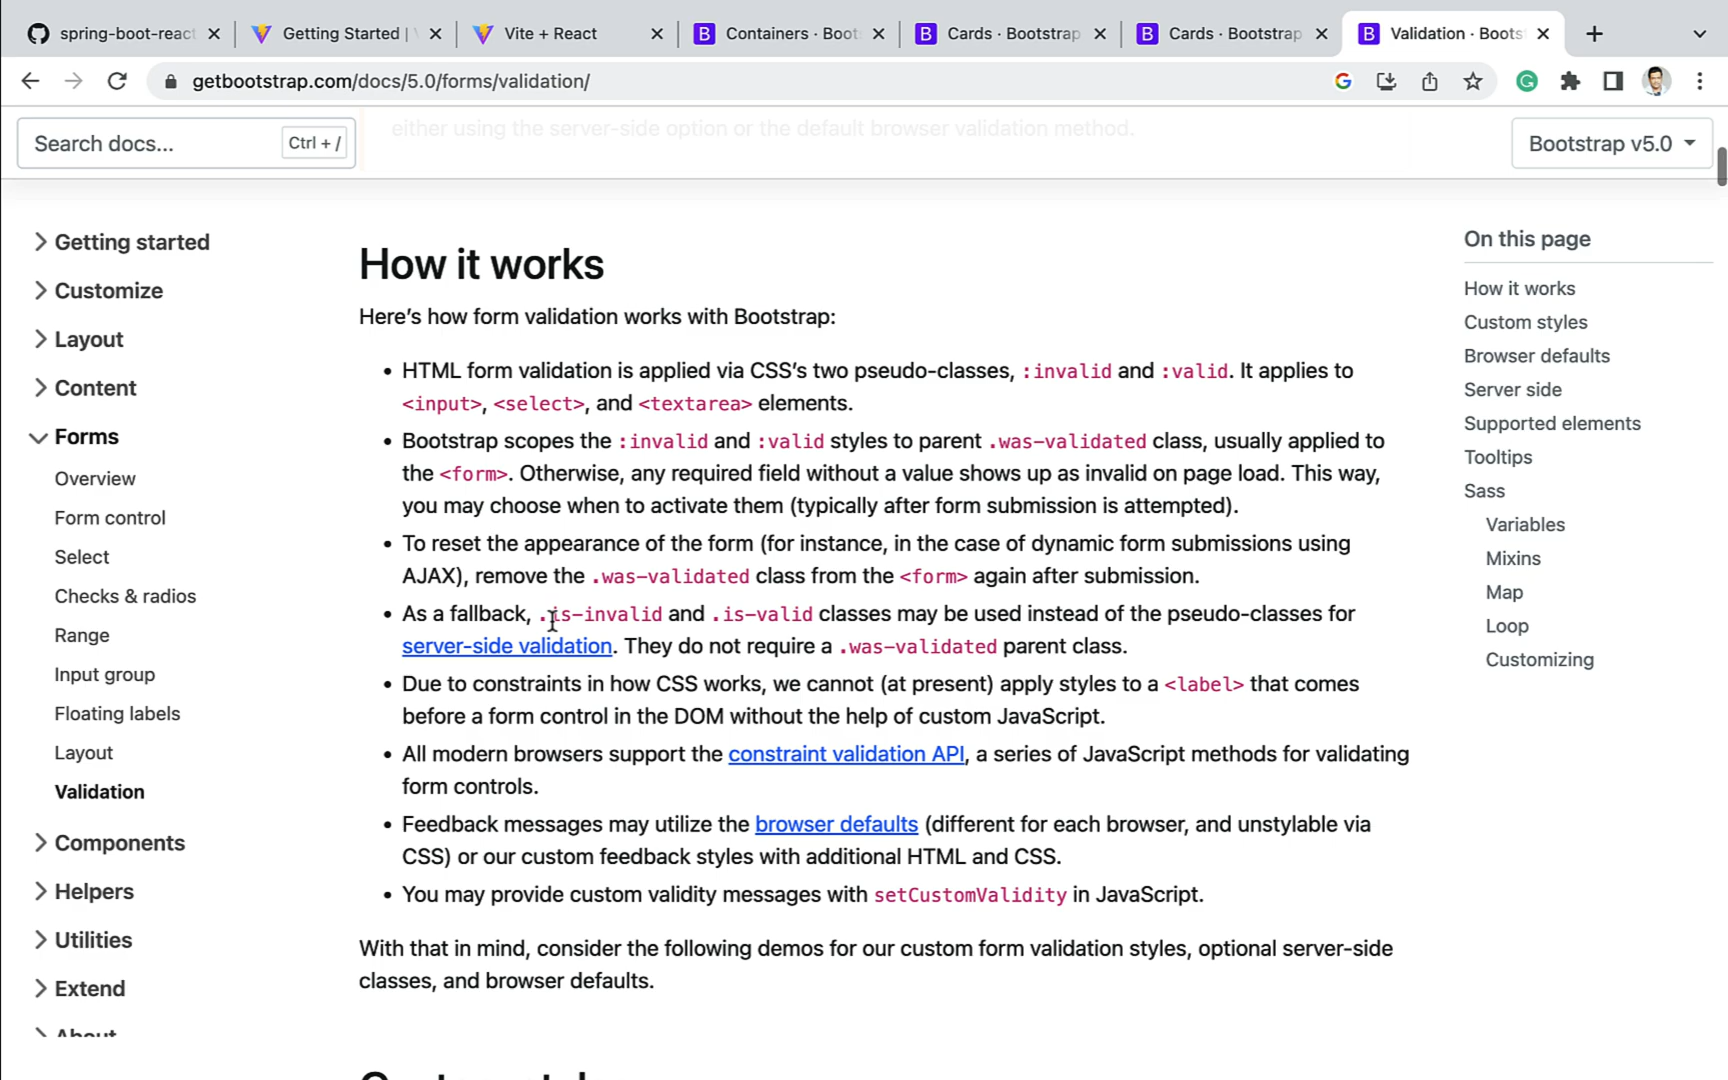 spring-boot-react
Getting Started |
Vite + React
Containers · Boots
Cards · Bootstrap
Cards · Bootstrap
Validation · Boots
getbootstrap.com/docs/5.0/forms/validation/
either using the server-side option or the default browser validation method.
Search docs...
Ctrl + /
Bootstrap v5.0
Getting started
Customize
Layout
Content
Forms
Overview
Form control
Select
Checks & radios
Range
Input group
Floating labels
Layout
Validation
Components
Helpers
Utilities
Extend
About
How it works
Here's how form validation works with Bootstrap:
• HTML form validation is applied via CSS's two pseudo-classes, :invalid and :valid. It applies to
<input>, <select>, and <textarea> elements.
• Bootstrap scopes the :invalid and :valid styles to parent .was-validated class, usually applied to
the <form>. Otherwise, any required field without a value shows up as invalid on page load. This way,
you may choose when to activate them (typically after form submission is attempted).
• To reset the appearance of the form (for instance, in the case of dynamic form submissions using
AJAX), remove the .was-validated class from the <form> again after submission.
• As a fallback, .is-invalid and .is-valid classes may be used instead of the pseudo-classes for
server-side validation. They do not require a .was-validated parent class.
• Due to constraints in how CSS works, we cannot (at present) apply styles to a <label> that comes
before a form control in the DOM without the help of custom JavaScript.
• All modern browsers support the constraint validation API, a series of JavaScript methods for validating
form controls.
• Feedback messages may utilize the browser defaults (different for each browser, and unstylable via
CSS) or our custom feedback styles with additional HTML and CSS.
• You may provide custom validity messages with setCustomValidity in JavaScript.
With that in mind, consider the following demos for our custom form validation styles, optional server-side
classes, and browser defaults.
On this page
How it works
Custom styles
Browser defaults
Server side
Supported elements
Tooltips
Sass
Variables
Mixins
Map
Loop
Customizing